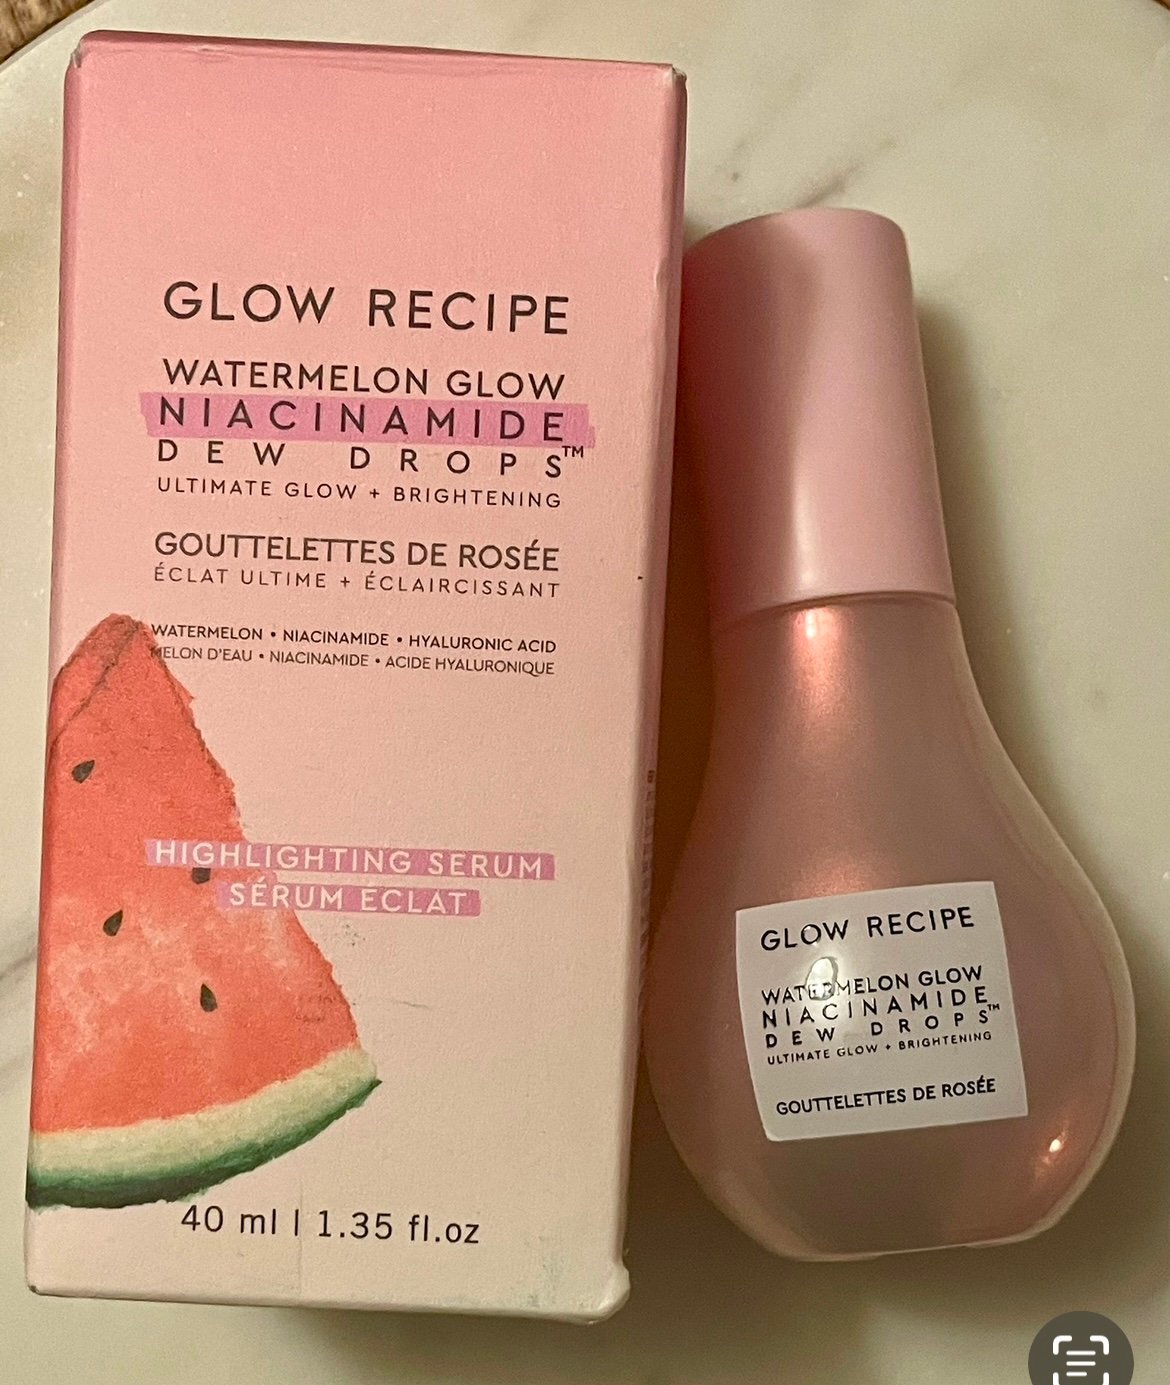 GLOW RECIPE
WATERMELON GLOW
NIACINAMIDE
DEW DROPS™
ULTIMATE GLOW + BRIGHTENING
GOUTTELETTES DE ROSÉE
ÉCLAT ULTIME + ÉCLAIRCISSANT
WATERMELON • NIACINAMIDE • HYALURONIC ACID
MELON D'EAU • NIACINAMIDE • ACIDE HYALURONIQUE
HIGHLIGHTING SERUM
SÉRUM ÉCLAT
40 ml | 1.35 fl.oz
GLOW RECIPE
WATERMELON GLOW
NIACINAMIDE
DEW DROPS™
ULTIMATE GLOW + BRIGHTENING
GOUTTELETTES DE ROSÉE